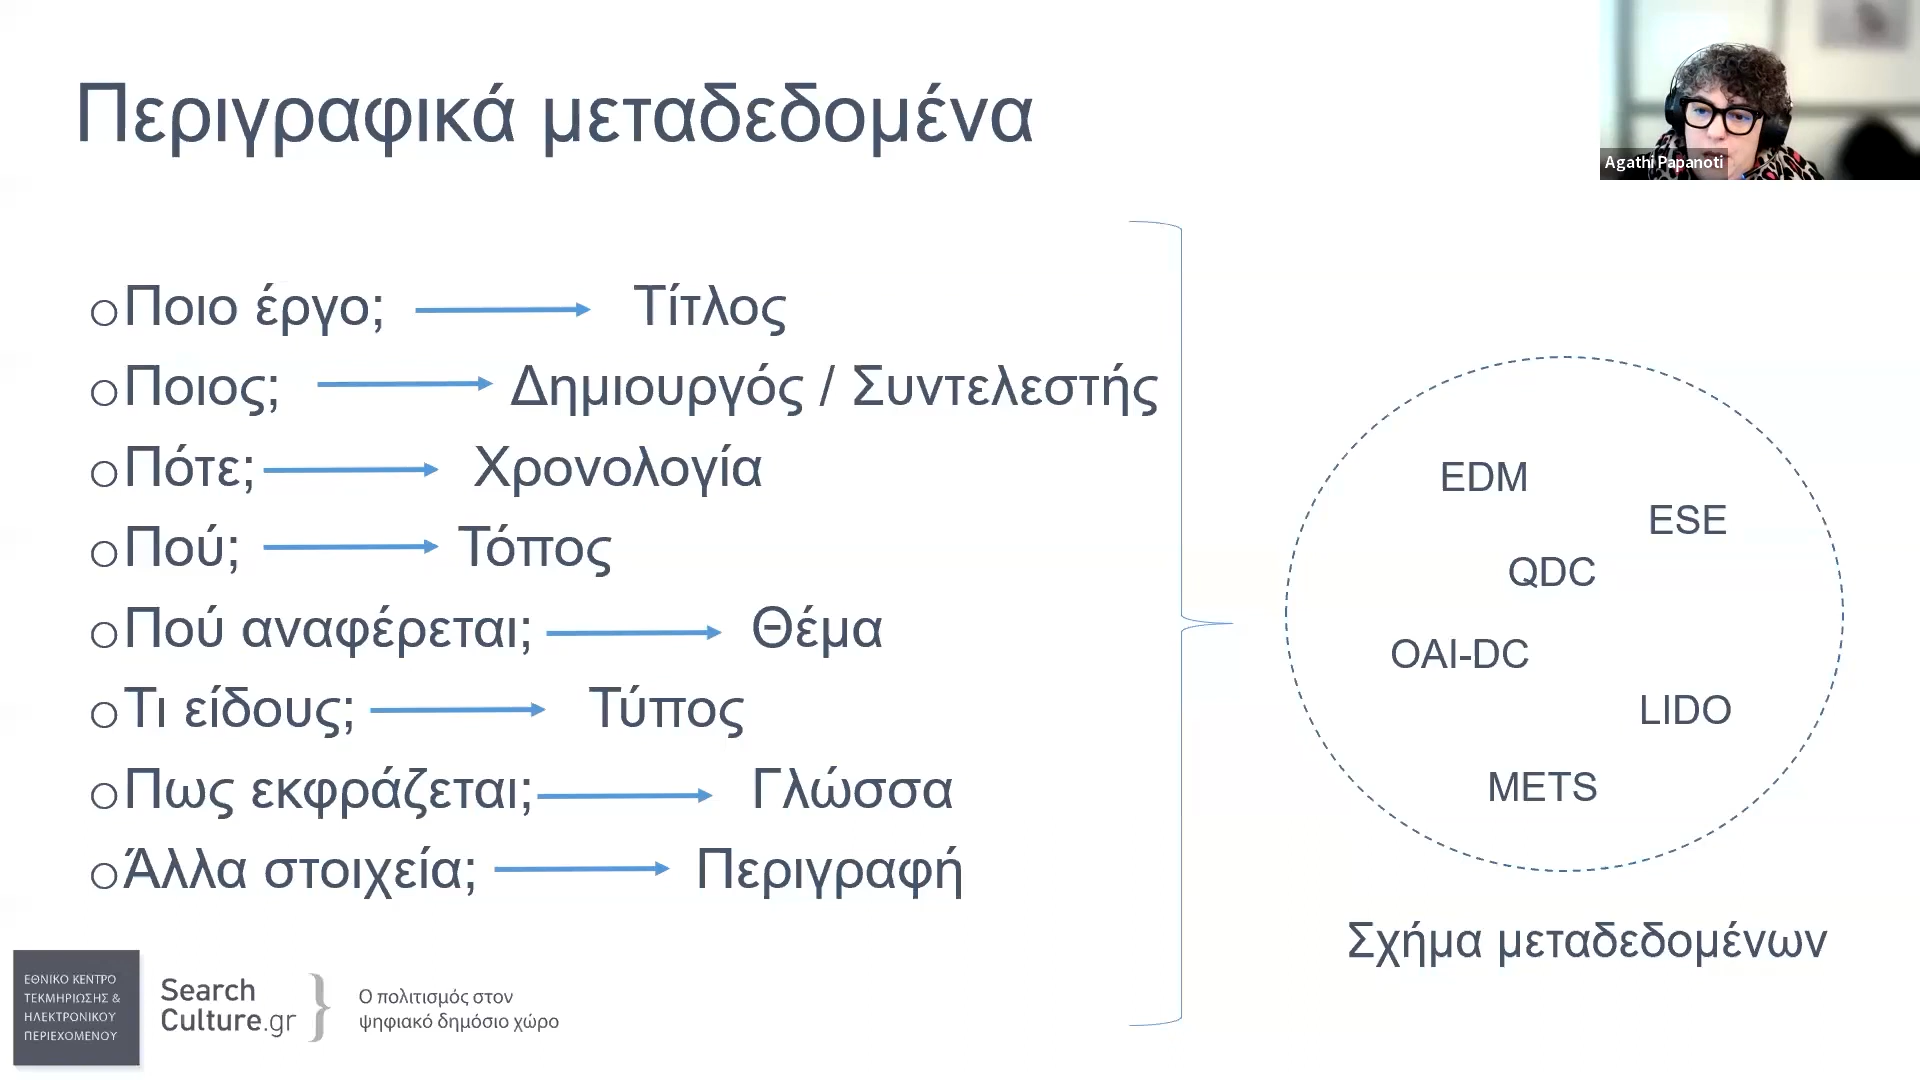 Περιγραφικά μεταδεδομένα
Agathi Papanoti
Ποιο έργο; Τίτλος
Ποιος; Δημιουργός / Συντελεστής
Πότε; Χρονολογία
Πού; Τόπος
Πού αναφέρεται; Θέμα
Τι είδους; Τύπος
Πως εκφράζεται; Γλώσσα
Άλλα στοιχεία; Περιγραφή
EDM
ESE
QDC
OAI-DC
LIDO
METS
Σχήμα μεταδεδομένων
ΕΘΝΙΚΟ ΚΕΝΤΡΟ
ΤΕΚΜΗΡΙΩΣΗΣ &
ΗΛΕΚΤΡΟΝΙΚΟΥ
ΠΕΡΙΕΧΟΜΕΝΟΥ
Search
Culture.gr
Ο πολιτισμός στον
ψηφιακό δημόσιο χώρο